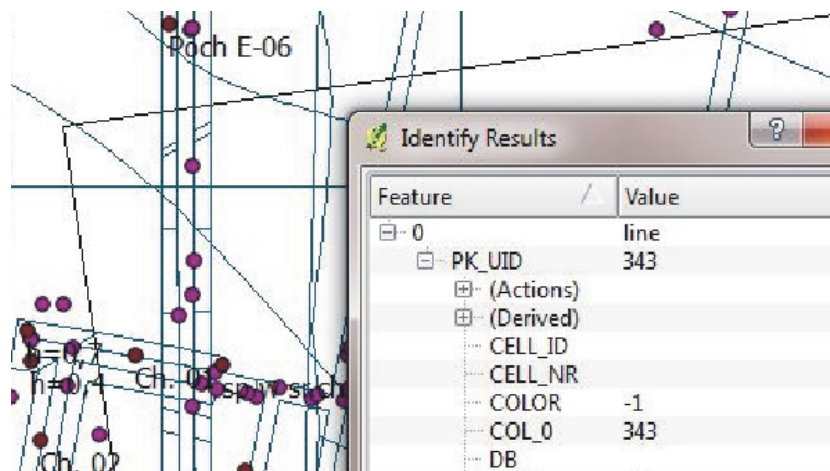 Poch E-06
Identify Results
?
Feature Value
0 line
PK_UID 343
(Actions)
(Derived)
CELL_ID
CELL_NR
COLOR -1
COL_0 343
DB
h=0,7
h=0,4
Ch. 02